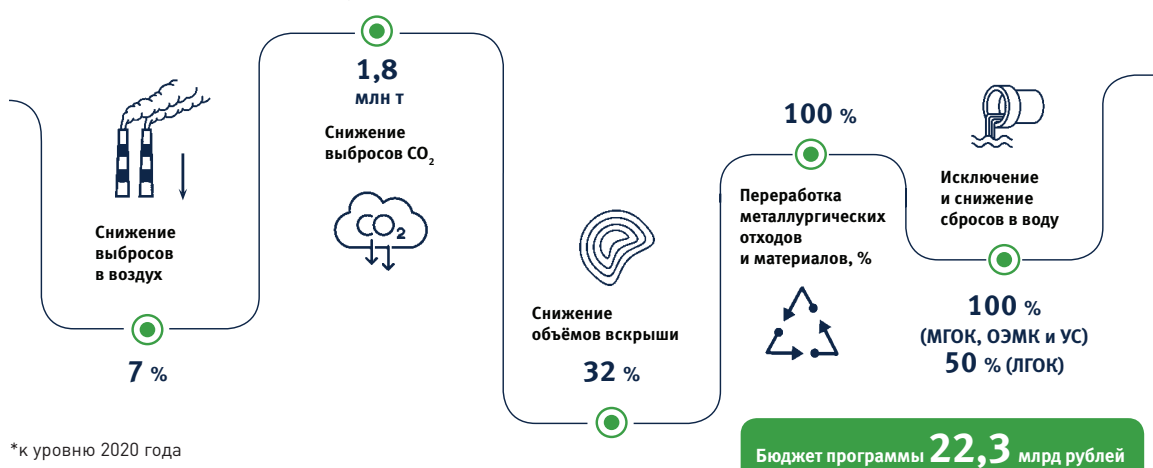 Снижение
выбросов
в воздух
7 %
1,8
млн т
Снижение
выбросов CO₂
CO₂
Снижение
объёмов вскрыши
32 %
100 %
Переработка
металлургических
отходов
и материалов, %
Исключение
и снижение
сбросов в воду
100 %
(МГОК, ОЭМК и УС)
50 % (ЛГОК)
*к уровню 2020 года
Бюджет программы 22,3 млрд рублей